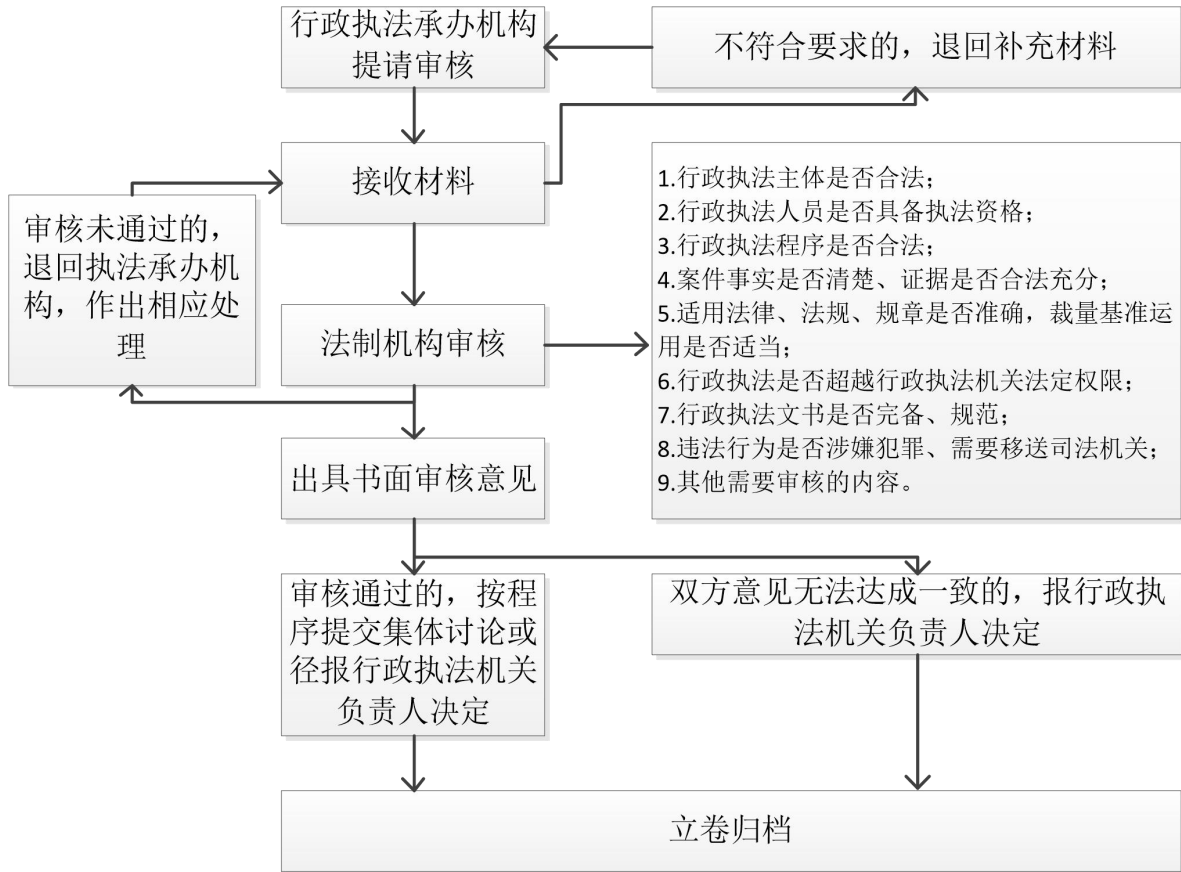 行政执法承办机构
提请审核
不符合要求的，退回补充材料
接收材料
审核未通过的，
退回执法承办机
构，作出相应处
理
法制机构审核
1.行政执法主体是否合法；
2.行政执法人员是否具备执法资格；
3.行政执法程序是否合法；
4.案件事实是否清楚、证据是否合法充分；
5.适用法律、法规、规章是否准确，裁量基准运
用是否适当；
6.行政执法是否超越行政执法机关法定权限；
7.行政执法文书是否完备、规范；
8.违法行为是否涉嫌犯罪、需要移送司法机关；
9.其他需要审核的内容。
出具书面审核意见
审核通过的，按程
序提交集体讨论或
径报行政执法机关
负责人决定
双方意见无法达成一致的，报行政执
法机关负责人决定
立卷归档